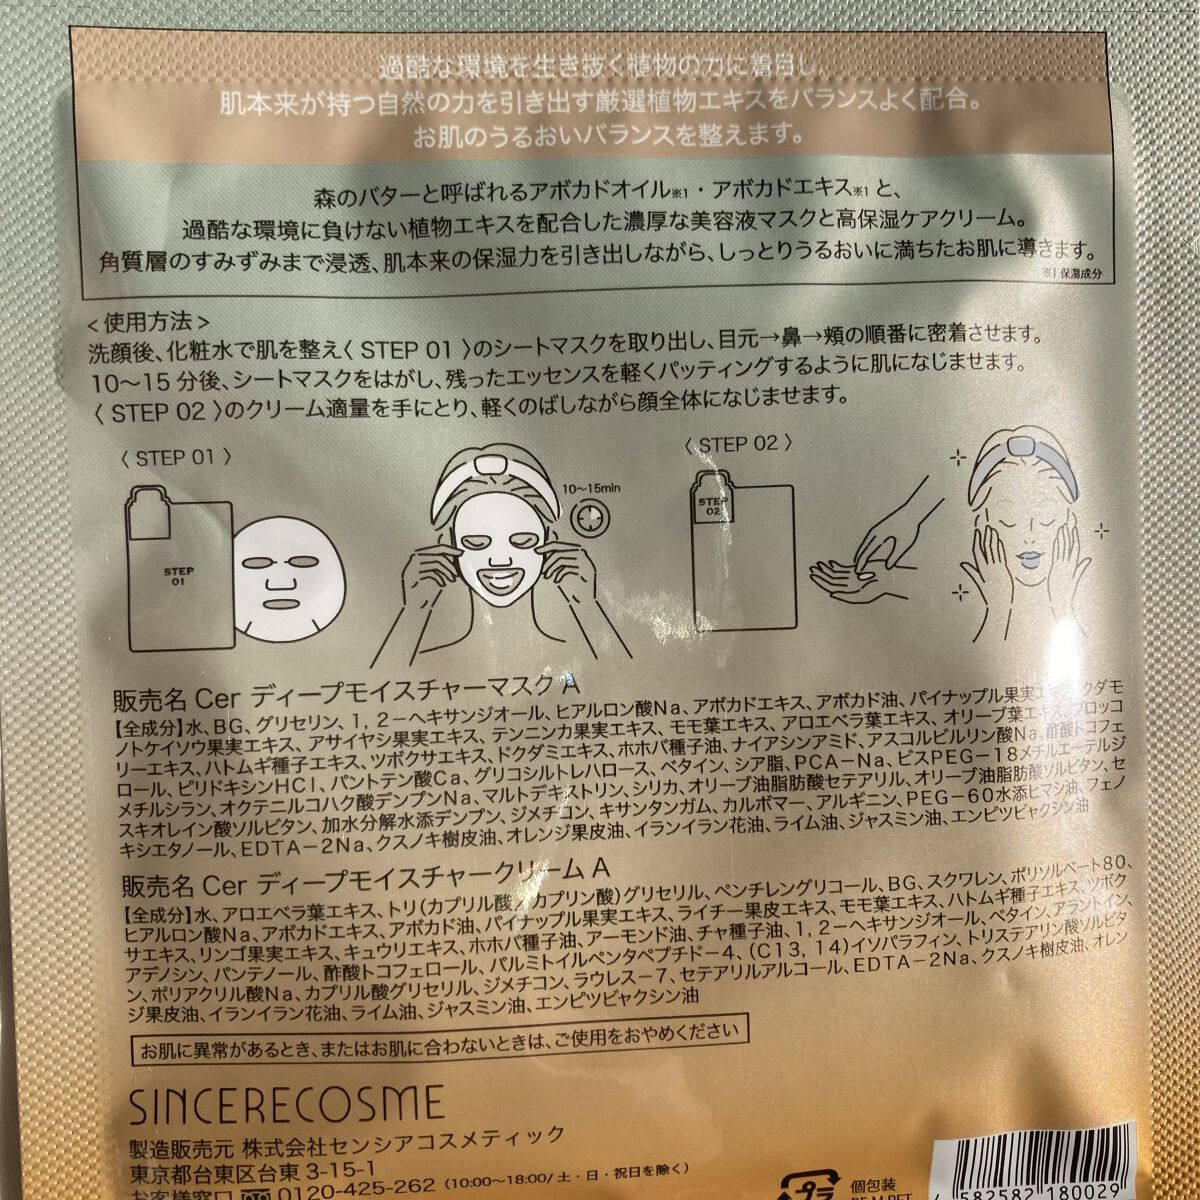 過酷な環境を生き抜く植物の力に着目し、
肌本来が持つ自然の力を引き出す厳選植物エキスをバランスよく配合。
お肌のうるおいバランスを整えます。
森のバターと呼ばれるアボカドオイル※1・アボカドエキス※1と、
過酷な環境に負けない植物エキスを配合した濃厚な美容液マスクと高保湿ケアクリーム。
角質層のすみずみまで浸透、肌本来の保湿力を引き出しながら、しっとりうるおいに満ちたお肌に導きます。
※1 保湿成分
<使用方法>
洗顔後、化粧水で肌を整え〈 STEP 01 〉のシートマスクを取り出し、目元→鼻→頬の順番に密着させます。
10〜15分後、シートマスクをはがし、残ったエッセンスを軽くパッティングするように肌になじませます。
〈 STEP 02 〉のクリーム適量を手にとり、軽くのばしながら顔全体になじませます。
〈 STEP 01 〉
STEP
01
10〜15min
〈 STEP 02 〉
STEP
02
販売名 Cer ディープモイスチャーマスク A
【全成分】水、BG、グリセリン、1,2-ヘキサンジオール、ヒアルロン酸Na、アボカドエキス、アボカド油、パイナップル果実エキス、クダモ
ノトケイソウ果実エキス、アサイヤシ果実エキス、テンニンカ果実エキス、モモ葉エキス、アロエベラ葉エキス、オリーブ葉エキス、ブロッコ
リーエキス、ハトムギ種子エキス、ツボクサエキス、ドクダミエキス、ホホバ種子油、ナイアシンアミド、アスコルビルリン酸Na、酢酸トコフェ
ロール、ピリドキシンHCl、パントテン酸Ca、グリコシルトレハロース、ベタイン、シア脂、PCA-Na、ビスPEG-18メチルエーテルジ
メチルシラン、オクテニルコハク酸デンプンNa、マルトデキストリン、シリカ、オリーブ油脂肪酸セテアリル、オリーブ油脂肪酸ソルビタン、セ
スキオレイン酸ソルビタン、加水分解水添デンプン、ジメチコン、キサンタンガム、カルボマー、アルギニン、PEG-60水添ヒマシ油、フェノ
キシエタノール、EDTA-2Na、クスノキ樹皮油、オレンジ果皮油、イランイラン花油、ライム油、ジャスミン油、エンピツビャクシン油
販売名 Cer ディープモイスチャークリーム A
【全成分】水、アロエベラ葉エキス、トリ(カプリル酸/カプリン酸)グリセリル、ペンチレングリコール、BG、スクワレン、ポリソルベート80、
ヒアルロン酸Na、アボカドエキス、アボカド油、パイナップル果実エキス、ライチー果皮エキス、モモ葉エキス、ハトムギ種子エキス、ツボク
サエキス、リンゴ果実エキス、キュウリエキス、ホホバ種子油、アーモンド油、チャ種子油、1,2-ヘキサンジオール、ベタイン、アラントイン、
アデノシン、パンテノール、酢酸トコフェロール、パルミトイルペンタペプチド-4、(C13,14)イソパラフィン、トリステアリン酸ソルビタ
ン、ポリアクリル酸Na、カプリル酸グリセリル、ジメチコン、ラウレス-7、セテアリルアルコール、EDTA-2Na、クスノキ樹皮油、オレン
ジ果皮油、イランイラン花油、ライム油、ジャスミン油、エンピツビャクシン油
お肌に異常があるとき、またはお肌に合わないときは、ご使用をおやめください
SINCERECOSME
製造販売元 株式会社センシアコスメティック
東京都台東区台東 3-15-1
お客様窓口 0120-425-262 (10:00〜18:00/土・日・祝日を除く)
プラ
個包装
4 582582 180029